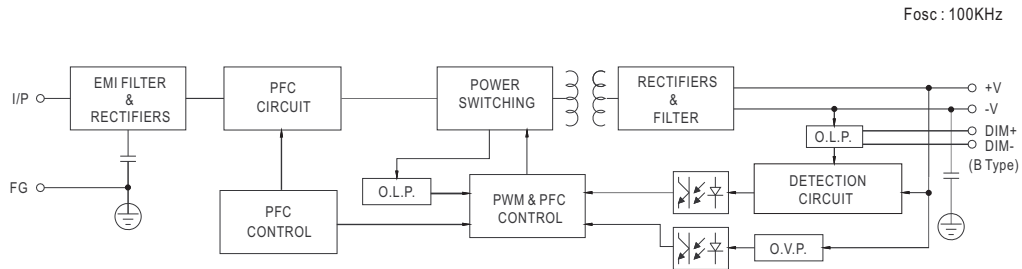 Fosc : 100KHz
I/P
EMI FILTER
&
RECTIFIERS
PFC
CIRCUIT
POWER
SWITCHING
RECTIFIERS
&
FILTER
+V
-V
DIM+
DIM-
(B Type)
O.L.P.
FG
O.L.P.
PFC
CONTROL
PWM & PFC
CONTROL
DETECTION
CIRCUIT
O.V.P.